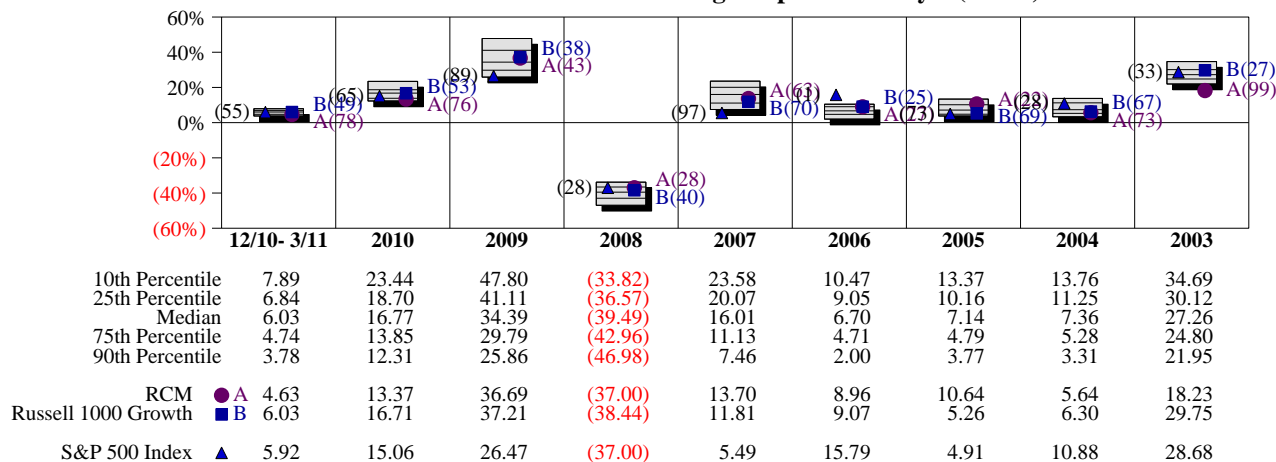 60%
40%
20%
0%
(20%)
(40%)
(60%)
(55) B(49) A(78)
(65) B(53) A(76)
(89) B(38) A(43)
(28) A(28) B(40)
(97) A(63) B(70)
B(25)
B(69)
(28) B(67) A(73)
(33) B(27) A(99)
12/10- 3/11 2010 2009 2008 2007 2006 2005 2004 2003
10th Percentile 7.89 23.44 47.80 (33.82) 23.58 10.47 13.37 13.76 34.69
25th Percentile 6.84 18.70 41.11 (36.57) 20.07 9.05 10.16 11.25 30.12
Median 6.03 16.77 34.39 (39.49) 16.01 6.70 7.14 7.36 27.26
75th Percentile 4.74 13.85 29.79 (42.96) 11.13 4.71 4.79 5.28 24.80
90th Percentile 3.78 12.31 25.86 (46.98) 7.46 2.00 3.77 3.31 21.95
RCM A 4.63 13.37 36.69 (37.00) 13.70 8.96 10.64 5.64 18.23
Russell 1000 Growth B 6.03 16.71 37.21 (38.44) 11.81 9.07 5.26 6.30 29.75
S&P 500 Index 5.92 15.06 26.47 (37.00) 5.49 15.79 4.91 10.88 28.68